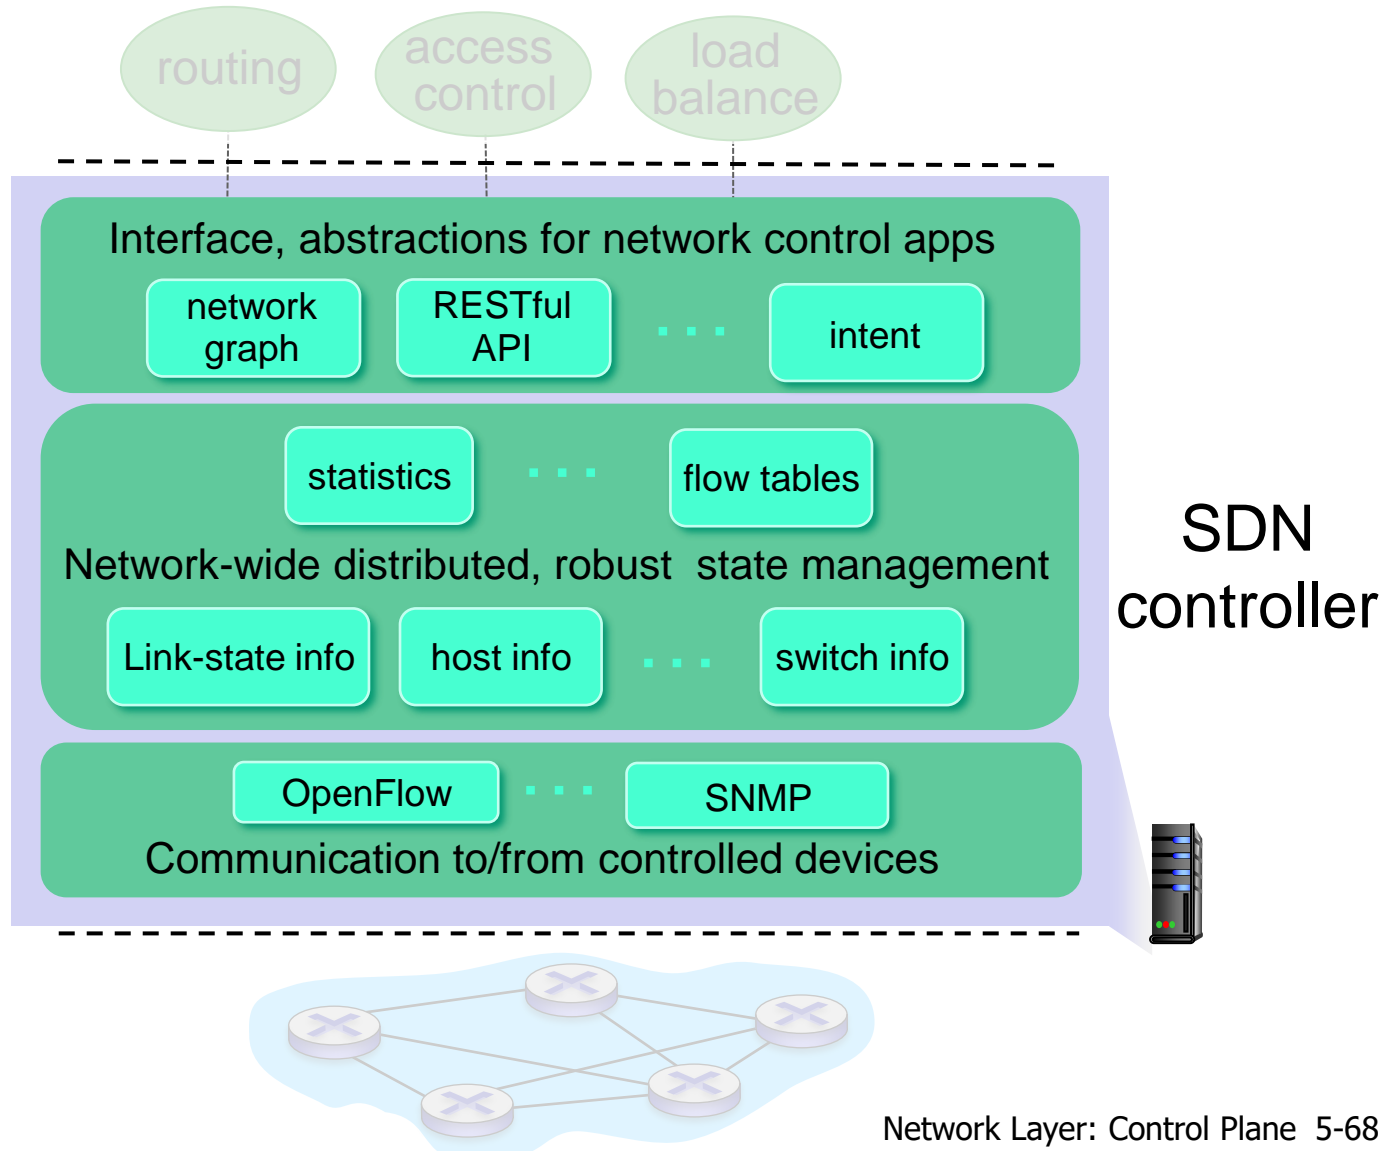 routing
access
control
load
balance
Interface, abstractions for network control apps
network
graph
RESTful
API
intent
statistics
flow tables
Network-wide distributed, robust state management
Link-state info
host info
switch info
OpenFlow
SNMP
Communication to/from controlled devices
SDN
controller
Network Layer: Control Plane 5-68